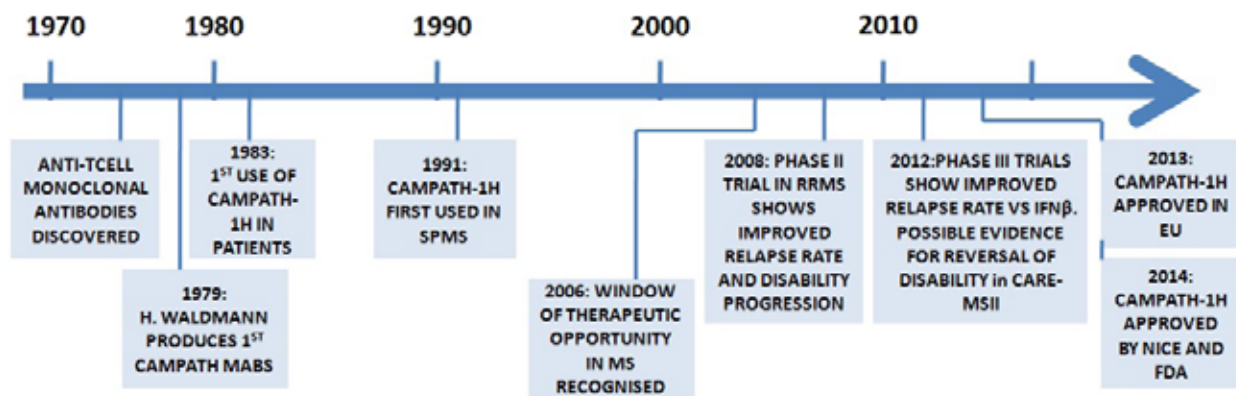 1970
1980
1990
2000
2010
ANTI-TCELL
MONOCLONAL
ANTIBODIES
DISCOVERED
1979:
H. WALDMANN
PRODUCES 1ST
CAMPATH MABS
1983:
1ST USE OF
CAMPATH-
1H IN
PATIENTS
1991:
CAMPATH-1H
FIRST USED IN
SPMS
2006: WINDOW
OF THERAPEUTIC
OPPORTUNITY
IN MS
RECOGNISED
2008: PHASE II
TRIAL IN RRMS
SHOWS
IMPROVED
RELAPSE RATE
AND DISABILITY
PROGRESSION
2012:PHASE III TRIALS
SHOW IMPROVED
RELAPSE RATE VS IFNβ.
POSSIBLE EVIDENCE
FOR REVERSAL OF
DISABILITY in CARE-
MSII
2013:
CAMPATH-1H
APPROVED IN
EU
2014:
CAMPATH-1H
APPROVED
BY NICE AND
FDA